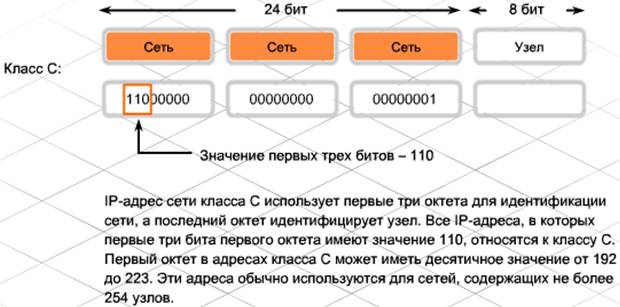 24 бит 8 бит
Сеть Сеть Сеть Узел
Класс C:
11000000 00000000 00000001
Значение первых трех битов – 110
IP-адрес сети класса C использует первые три октета для идентификации
сети, а последний октет идентифицирует узел. Все IP-адреса, в которых
первые три бита первого октета имеют значение 110, относятся к классу C.
Первый октет в адресах класса C может иметь десятичное значение от 192
до 223. Эти адреса обычно используются для сетей, содержащих не более
254 узлов.